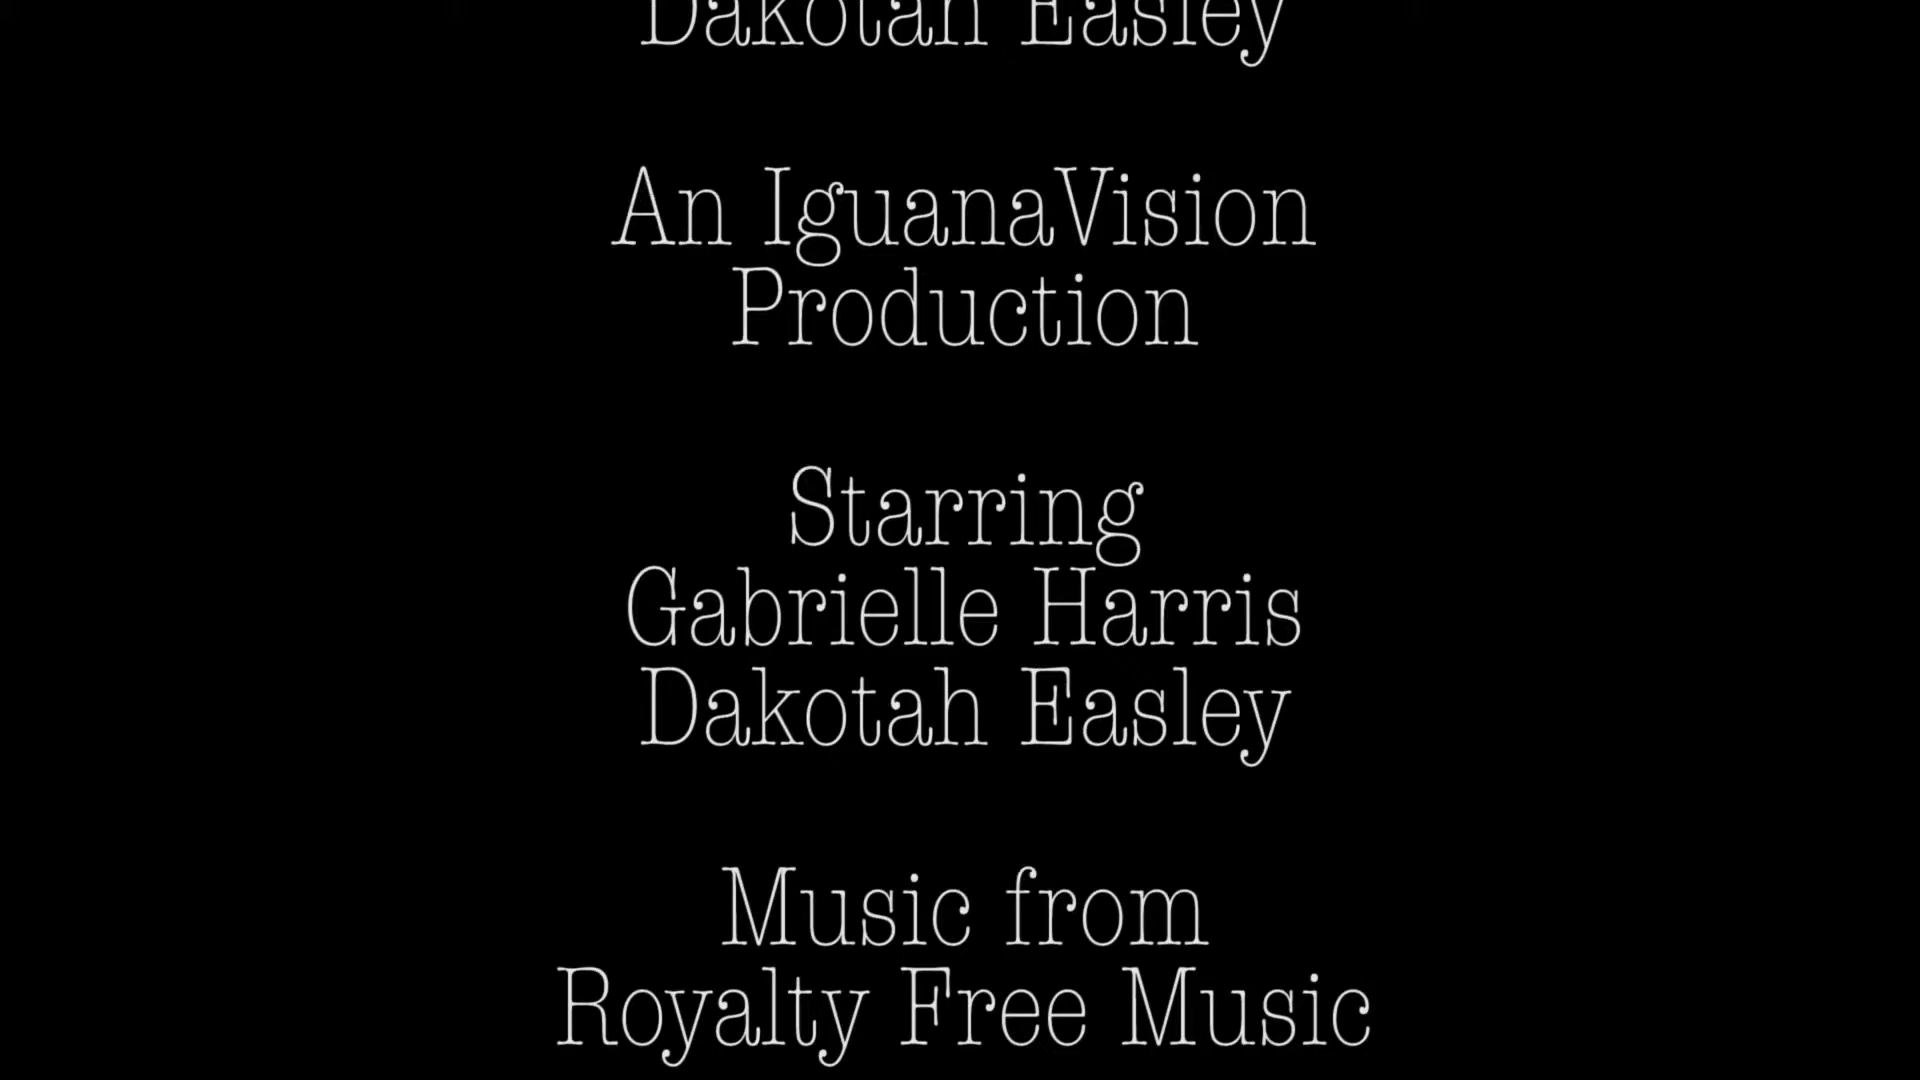 Dakotah Easley
An IguanaVision
Production
Starring
Gabrielle Harris
Dakotah Easley
Music from
Royalty Free Music